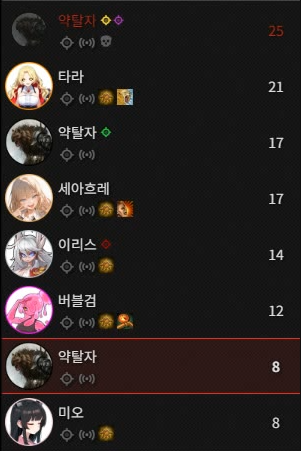 약탈자 25
타라 21
약탈자 17
세아흐레 17
이리스 14
버블검 12
약탈자 8
미오 8